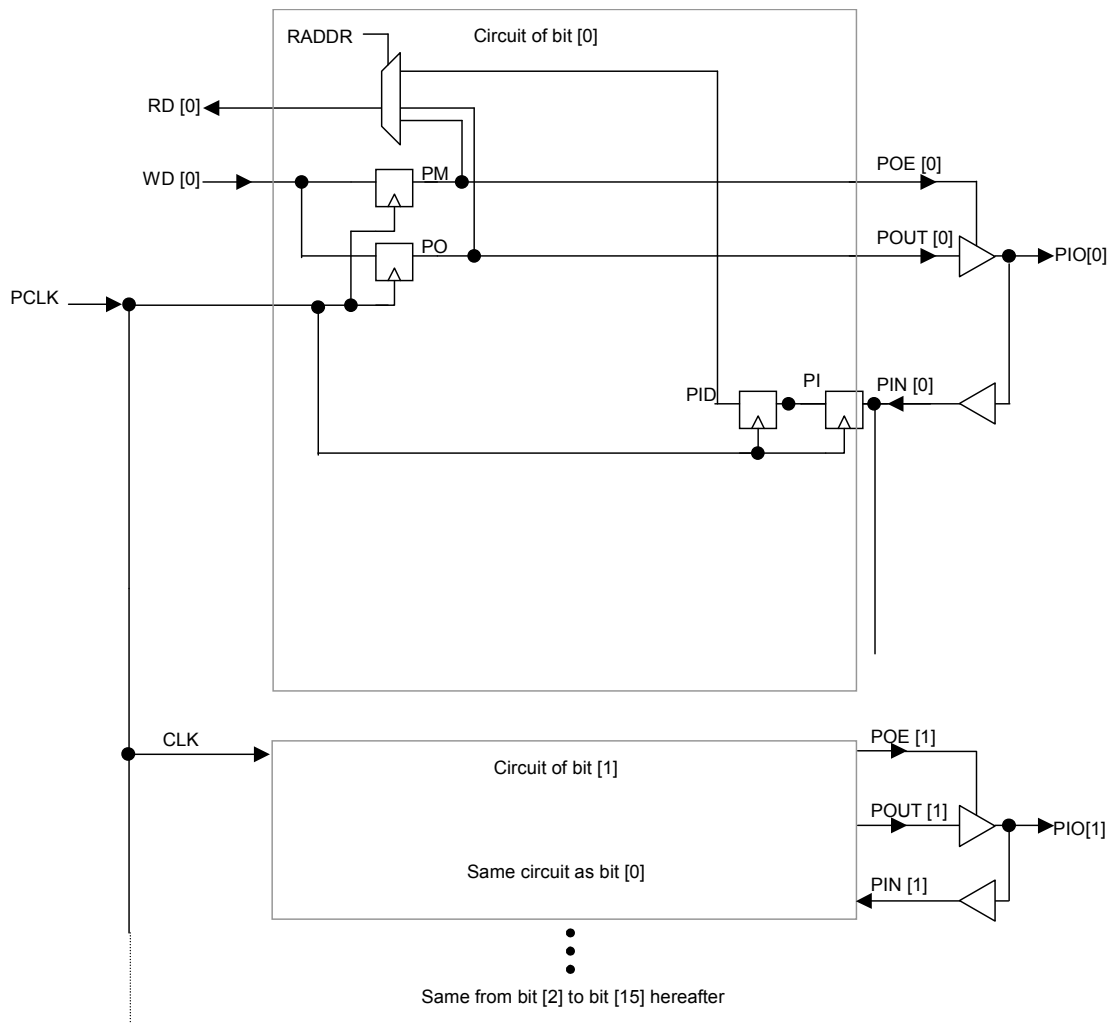 Circuit of bit [0]
RADDR
RD [0]
WD [0]
PM
POE [0]
PO
POUT [0]
PIO[0]
PCLK
PID
PI
PIN [0]
CLK
POE [1]
Circuit of bit [1]
POUT [1]
PIO[1]
Same circuit as bit [0]
PIN [1]
Same from bit [2] to bit [15] hereafter